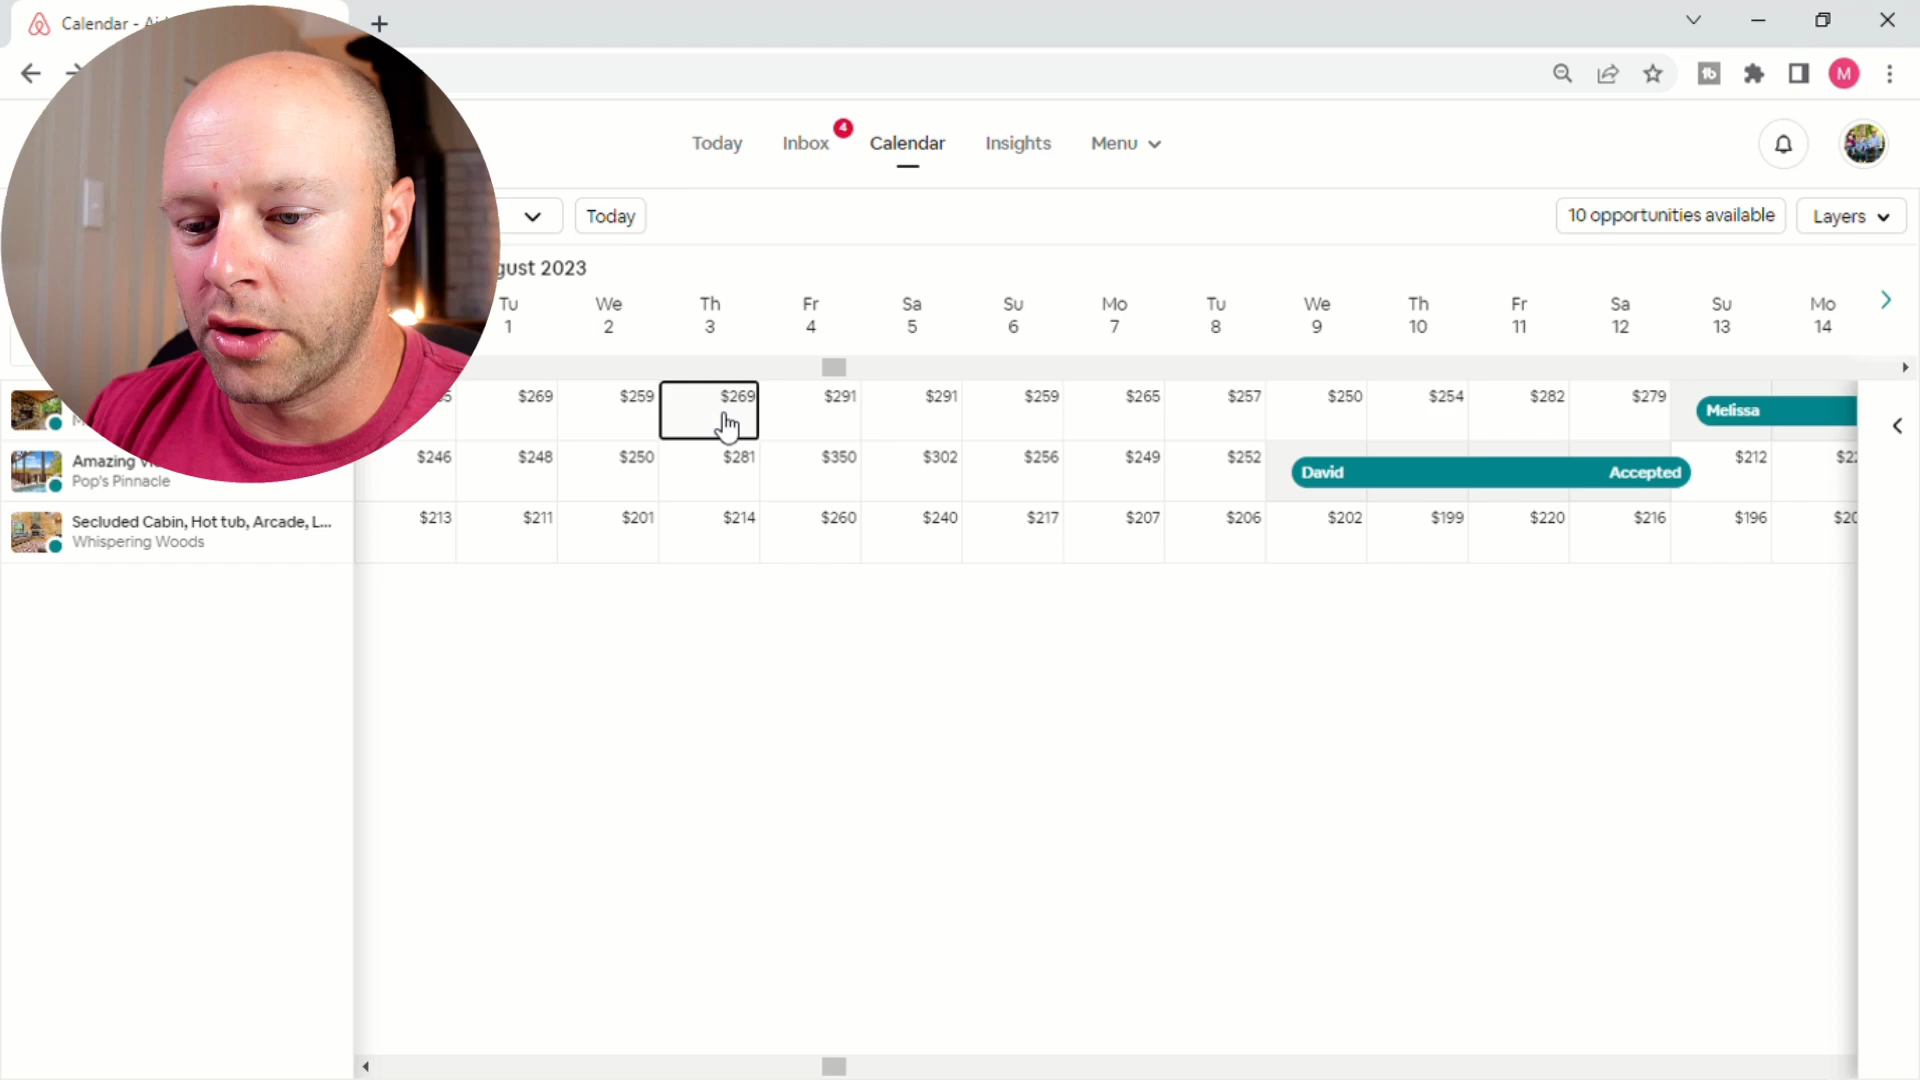 Calendar -
M
Today Inbox 4 Calendar Insights Menu
Today 10 opportunities available Layers
gust 2023
Tu We Th Fr Sa Su Mo Tu We Th Fr Sa Su Mo
1 2 3 4 5 6 7 8 9 10 11 12 13 14
$269 $259 $269 $291 $291 $259 $265 $257 $250 $254 $282 $279 Melissa
Amazing $246 $248 $250 $281 $350 $302 $256 $249 $252 David Accepted $212
Pop's Pinnacle
Secluded Cabin, Hot tub, Arcade, L... $213 $211 $201 $214 $260 $240 $217 $207 $206 $202 $199 $220 $216 $196
Whispering Woods